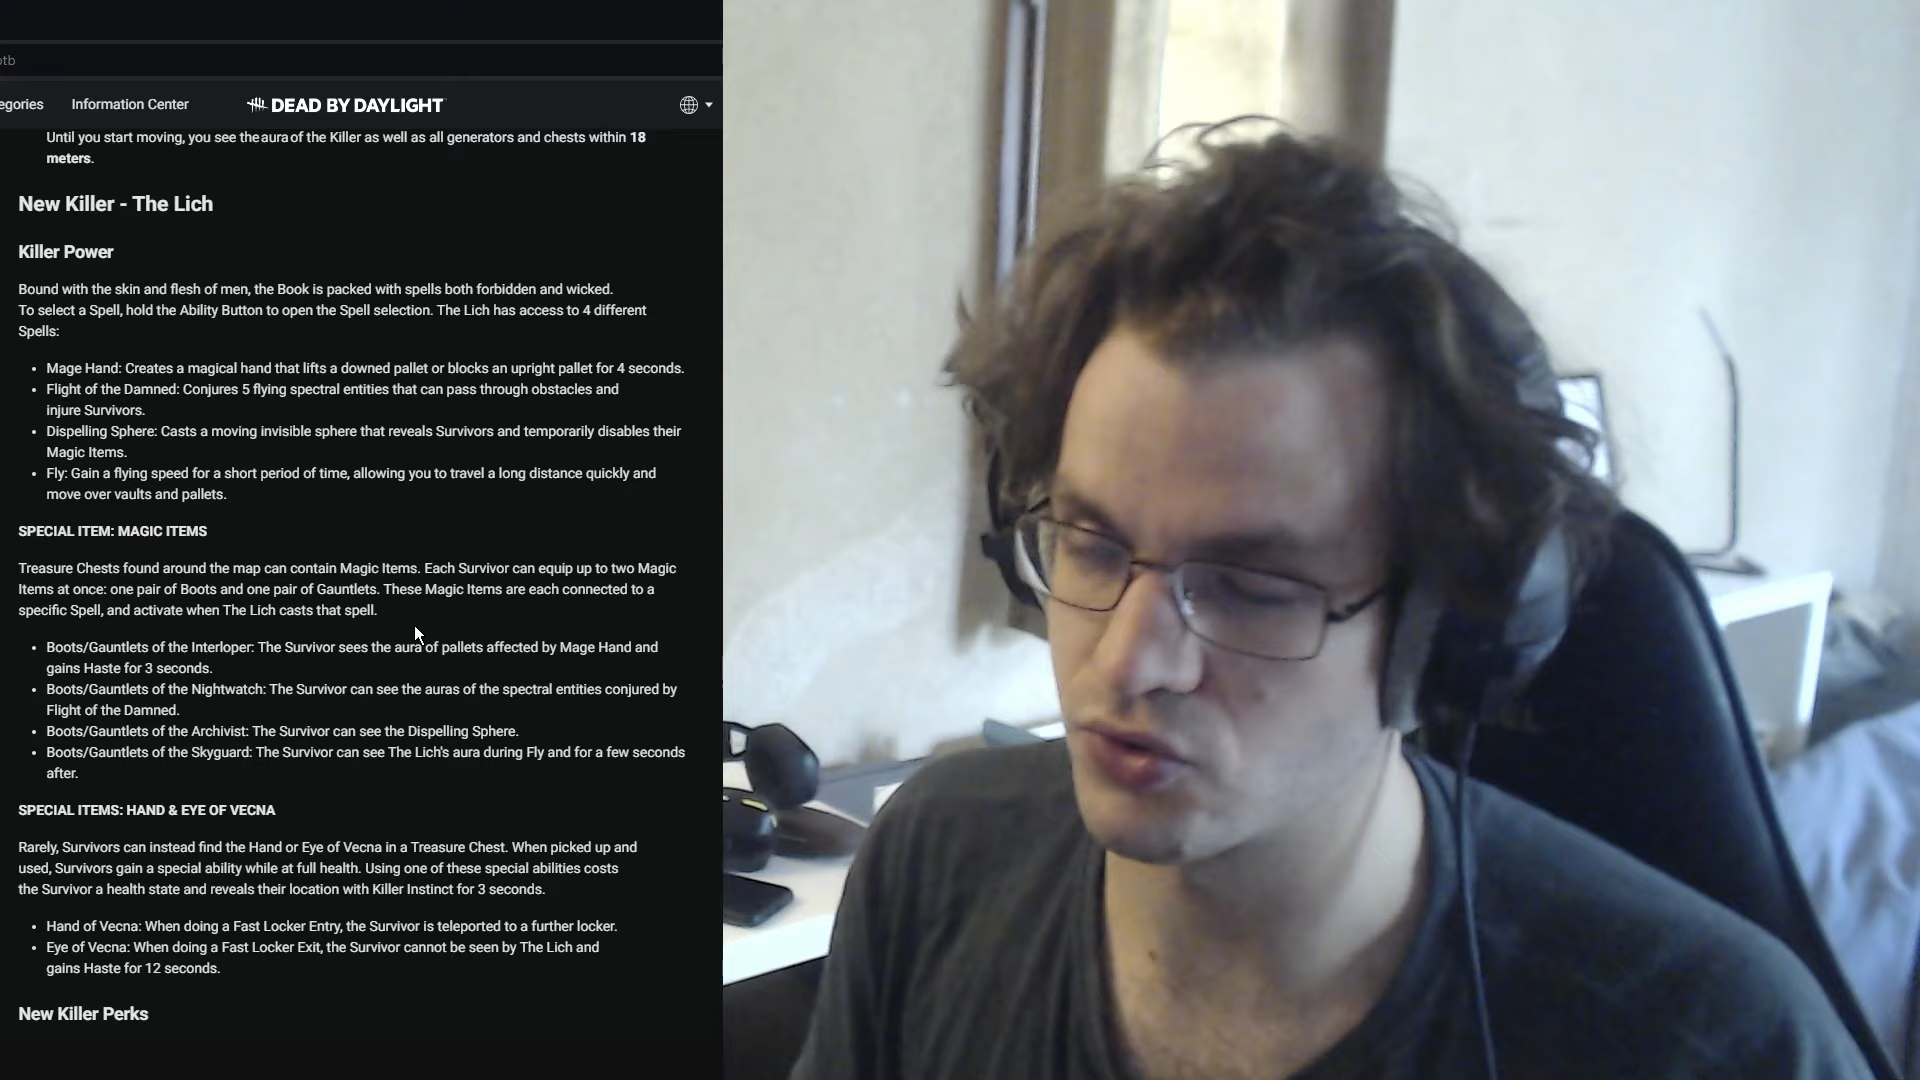 otb
egories
Information Center
DEAD BY DAYLIGHT
Until you start moving, you see the aura of the Killer as well as all generators and chests within 18
meters.
New Killer - The Lich
Killer Power
Bound with the skin and flesh of men, the Book is packed with spells both forbidden and wicked.
To select a Spell, hold the Ability Button to open the Spell selection. The Lich has access to 4 different
Spells:
• Mage Hand: Creates a magical hand that lifts a downed pallet or blocks an upright pallet for 4 seconds.
• Flight of the Damned: Conjures 5 flying spectral entities that can pass through obstacles and
injure Survivors.
• Dispelling Sphere: Casts a moving invisible sphere that reveals Survivors and temporarily disables their
Magic Items.
• Fly: Gain a flying speed for a short period of time, allowing you to travel a long distance quickly and
move over vaults and pallets.
SPECIAL ITEM: MAGIC ITEMS
Treasure Chests found around the map can contain Magic Items. Each Survivor can equip up to two Magic
Items at once: one pair of Boots and one pair of Gauntlets. These Magic Items are each connected to a
specific Spell, and activate when The Lich casts that spell.
• Boots/Gauntlets of the Interloper: The Survivor sees the aura of pallets affected by Mage Hand and
gains Haste for 3 seconds.
• Boots/Gauntlets of the Nightwatch: The Survivor can see the auras of the spectral entities conjured by
Flight of the Damned.
• Boots/Gauntlets of the Archivist: The Survivor can see the Dispelling Sphere.
• Boots/Gauntlets of the Skyguard: The Survivor can see The Lich's aura during Fly and for a few seconds
after.
SPECIAL ITEMS: HAND & EYE OF VECNA
Rarely, Survivors can instead find the Hand or Eye of Vecna in a Treasure Chest. When picked up and
used, Survivors gain a special ability while at full health. Using one of these special abilities costs
the Survivor a health state and reveals their location with Killer Instinct for 3 seconds.
• Hand of Vecna: When doing a Fast Locker Entry, the Survivor is teleported to a further locker.
• Eye of Vecna: When doing a Fast Locker Exit, the Survivor cannot be seen by The Lich and
gains Haste for 12 seconds.
New Killer Perks